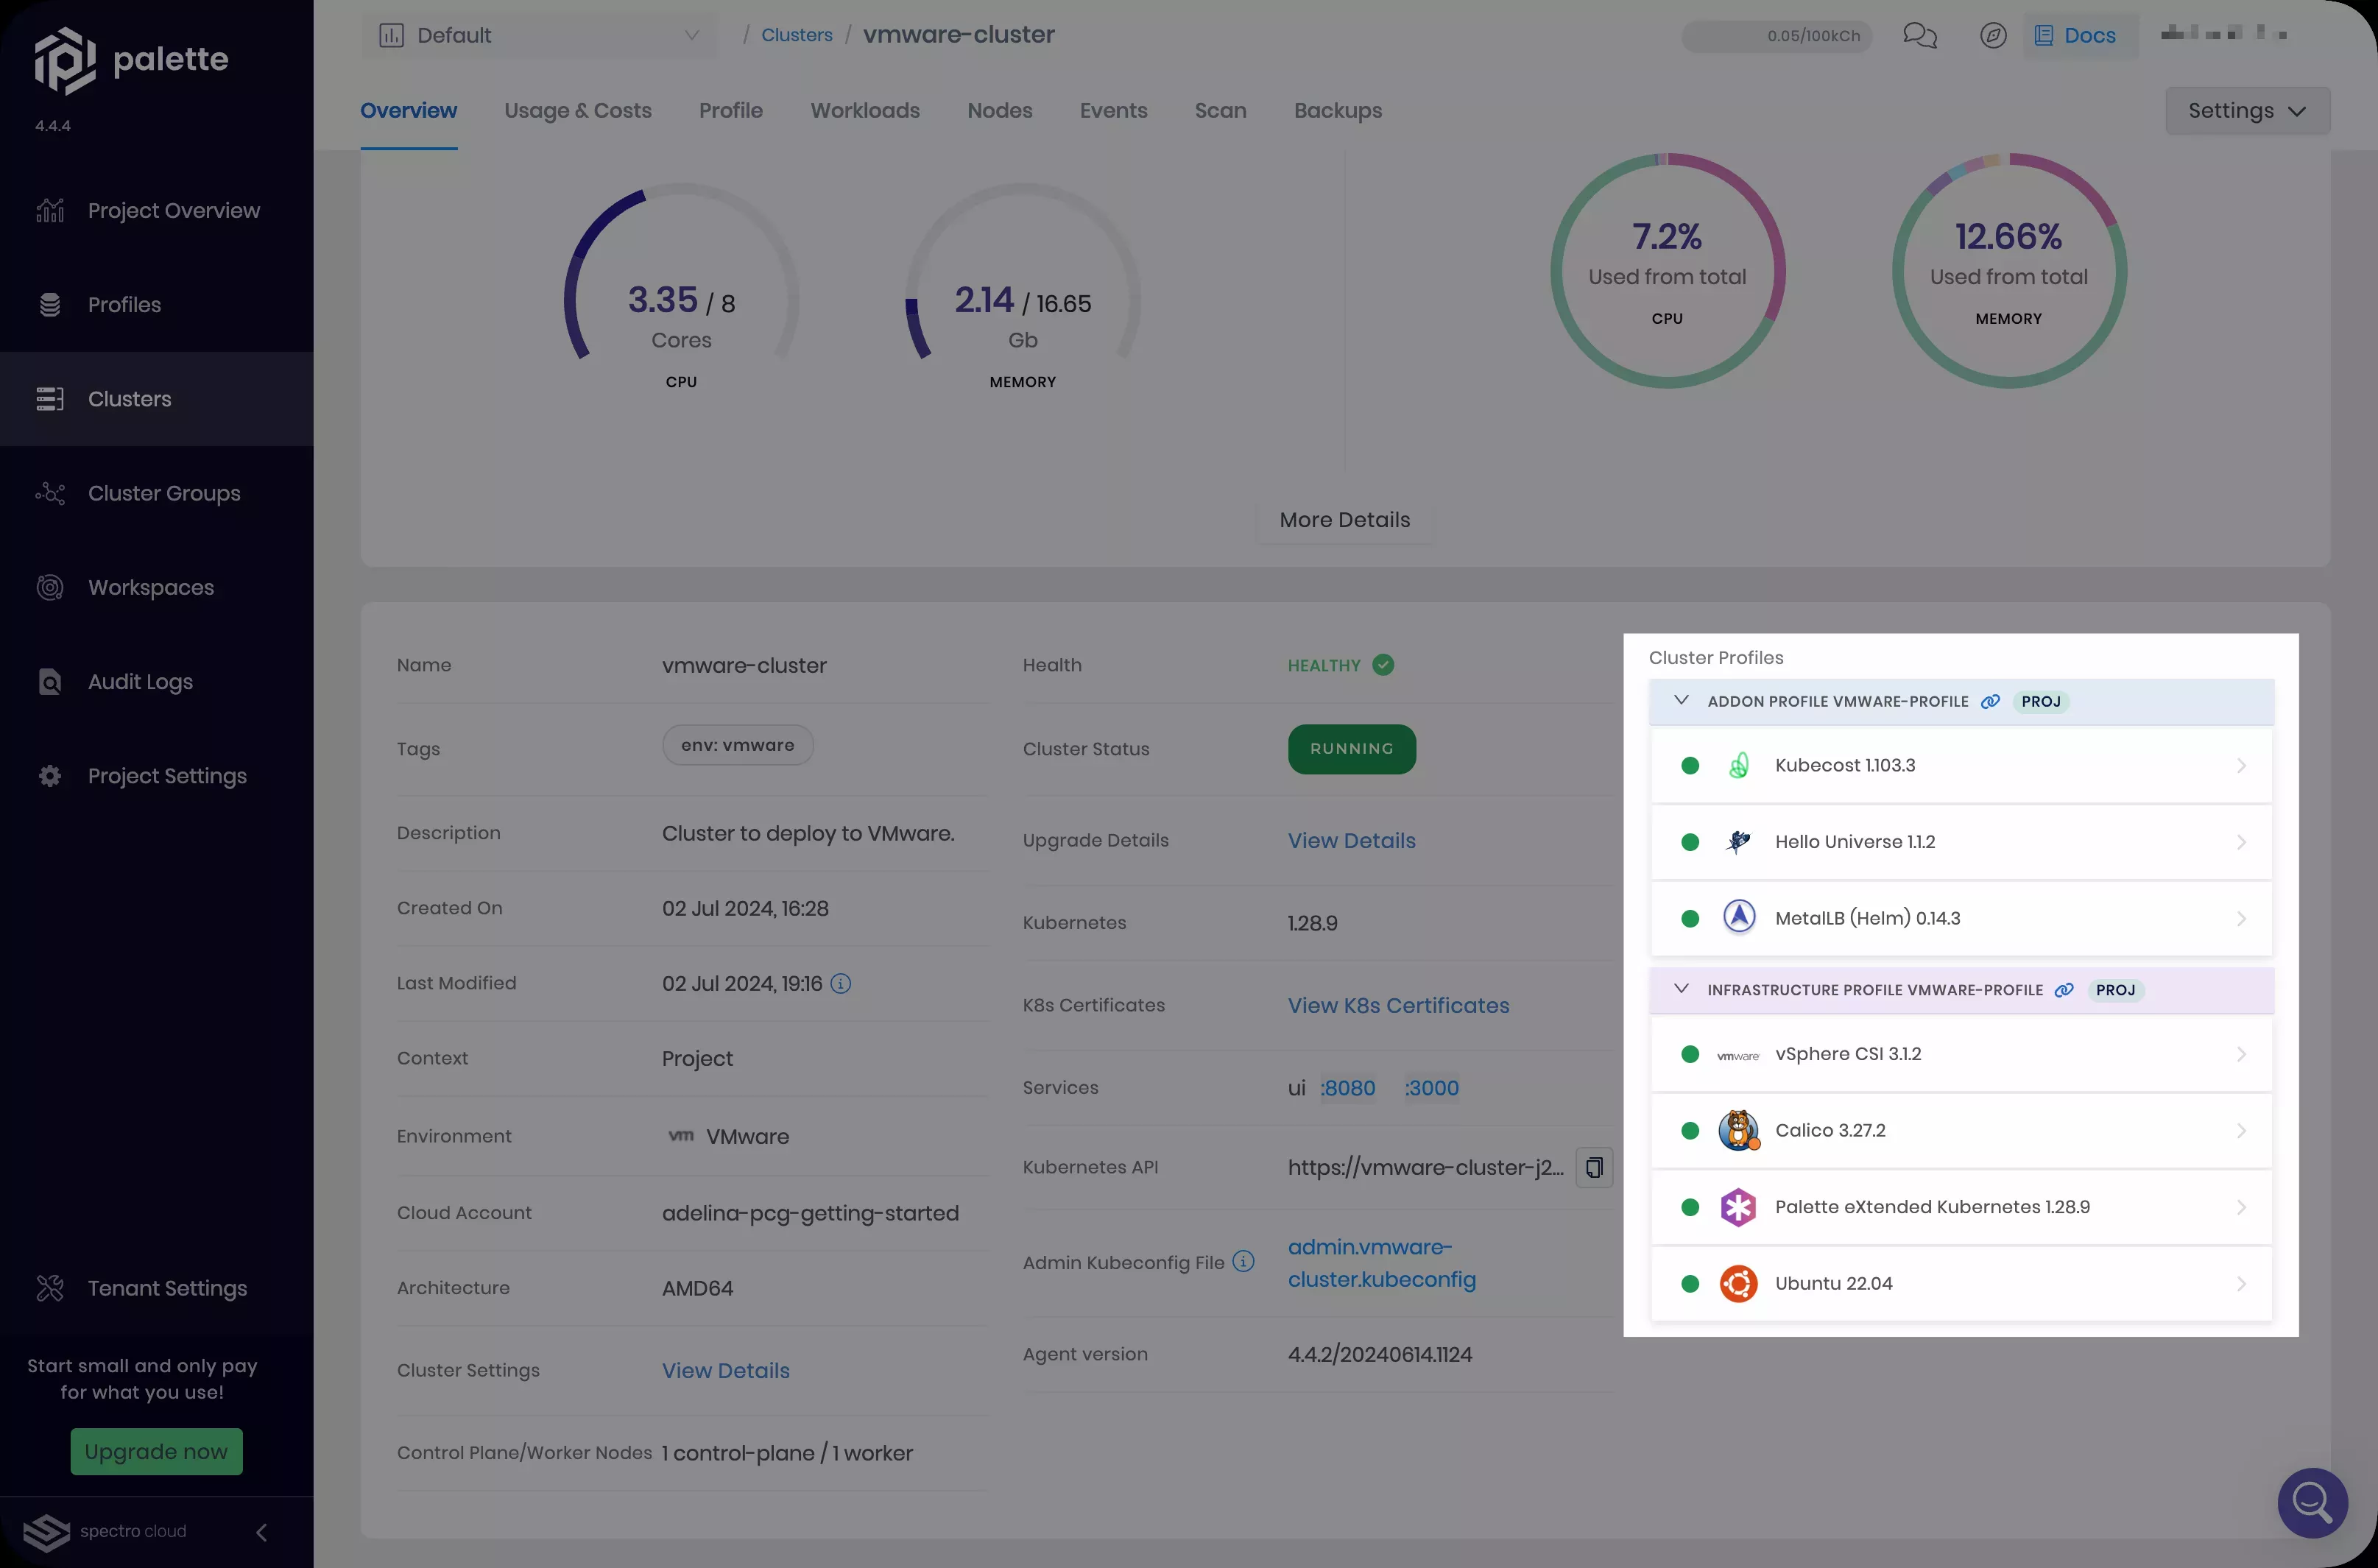 palette
4.4.4
Project Overview
Profiles
Clusters
Cluster Groups
Workspaces
Audit Logs
Project Settings
Tenant Settings
Start small and only pay
for what you use!
Upgrade now
spectro cloud
Default
/ Clusters / vmware-cluster
0.05/100kCh
Docs
Overview
Usage & Costs
Profile
Workloads
Nodes
Events
Scan
Backups
Settings
3.35 / 8
Cores
CPU
2.14 / 16.65
Gb
MEMORY
7.2%
Used from total
CPU
12.66%
Used from total
MEMORY
More Details
Name vmware-cluster
Tags env: vmware
Description Cluster to deploy to VMware.
Created On 02 Jul 2024, 16:28
Last Modified 02 Jul 2024, 19:16
Context Project
Environment vm VMware
Cloud Account adelina-pcg-getting-started
Architecture AMD64
Cluster Settings View Details
Control Plane/Worker Nodes 1 control-plane / 1 worker
Health HEALTHY
Cluster Status RUNNING
Upgrade Details View Details
Kubernetes 1.28.9
K8s Certificates View K8s Certificates
Services ui :8080 :3000
Kubernetes API https://vmware-cluster-j2...
Admin Kubeconfig File admin.vmware-
cluster.kubeconfig
Agent version 4.4.2/20240614.1124
Cluster Profiles
ADDON PROFILE VMWARE-PROFILE PROJ
Kubecost 1.103.3
Hello Universe 1.1.2
MetalLB (Helm) 0.14.3
INFRASTRUCTURE PROFILE VMWARE-PROFILE PROJ
vmware vSphere CSI 3.1.2
Calico 3.27.2
Palette eXtended Kubernetes 1.28.9
Ubuntu 22.04